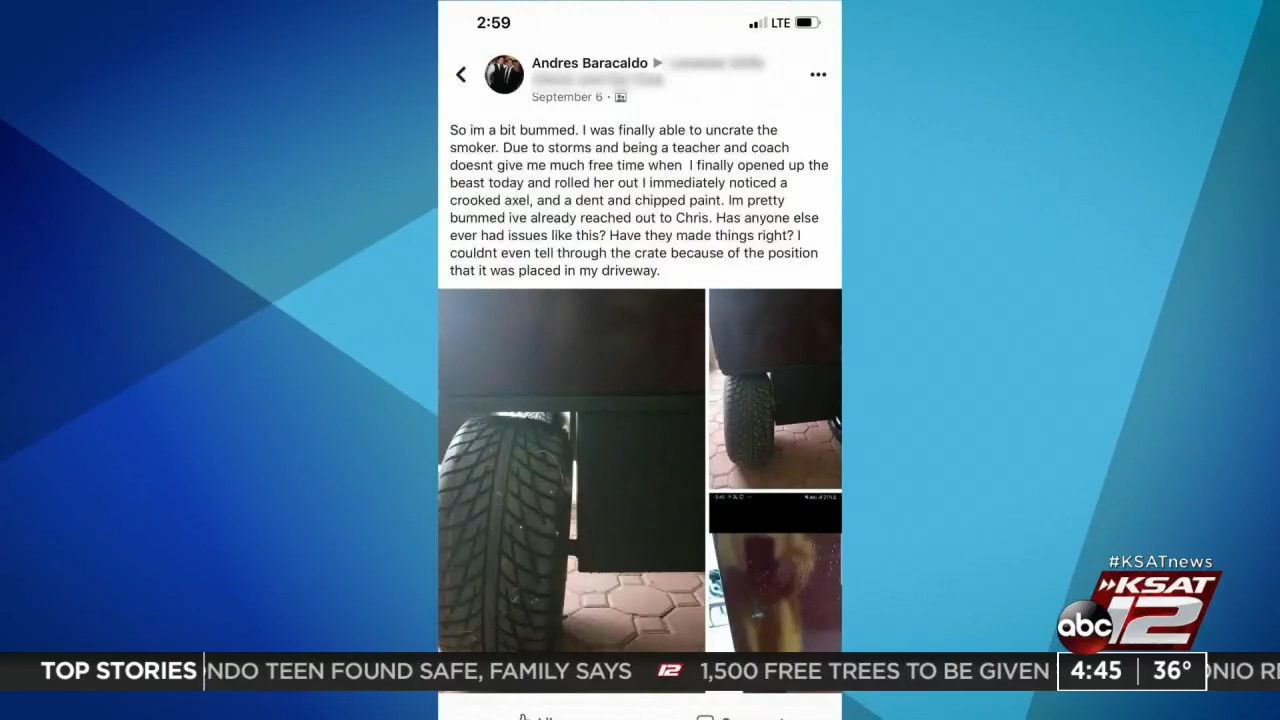 2:59
LTE
Andres Baracaldo
September 6
So im a bit bummed. I was finally able to uncrate the
smoker. Due to storms and being a teacher and coach
doesnt give me much free time when I finally opened up the
beast today and rolled her out I immediately noticed a
crooked axel, and a dent and chipped paint. Im pretty
bummed ive already reached out to Chris. Has anyone else
ever had issues like this? Have they made things right? I
couldnt even tell through the crate because of the position
that it was placed in my driveway.
#KSATnews
KSAT
abc 12
TOP STORIES
ONDO TEEN FOUND SAFE, FAMILY SAYS 12 1,500 FREE TREES TO BE GIVEN
4:45 36°
ONIO RE